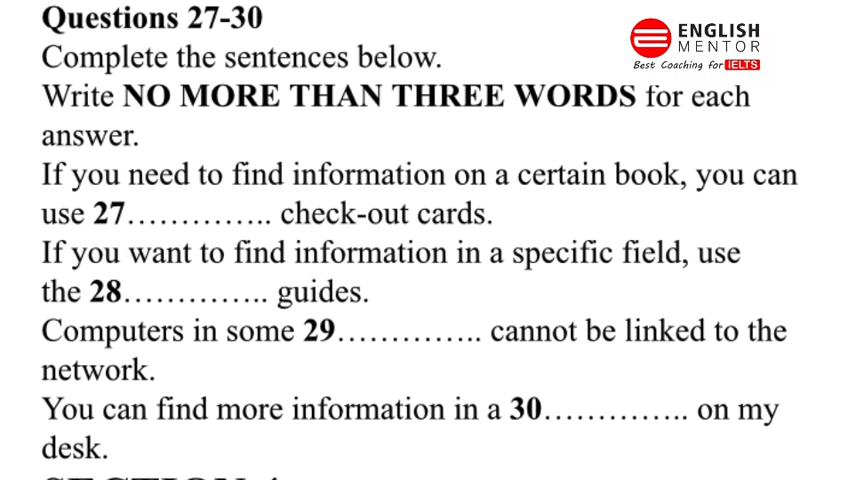 Questions 27-30
ENGLISH
MENTOR
Best Coaching for IELTS
Complete the sentences below.
Write NO MORE THAN THREE WORDS for each
answer.
If you need to find information on a certain book, you can
use 27………….. check-out cards.
If you want to find information in a specific field, use
the 28………….. guides.
Computers in some 29………….. cannot be linked to the
network.
You can find more information in a 30………….. on my
desk.